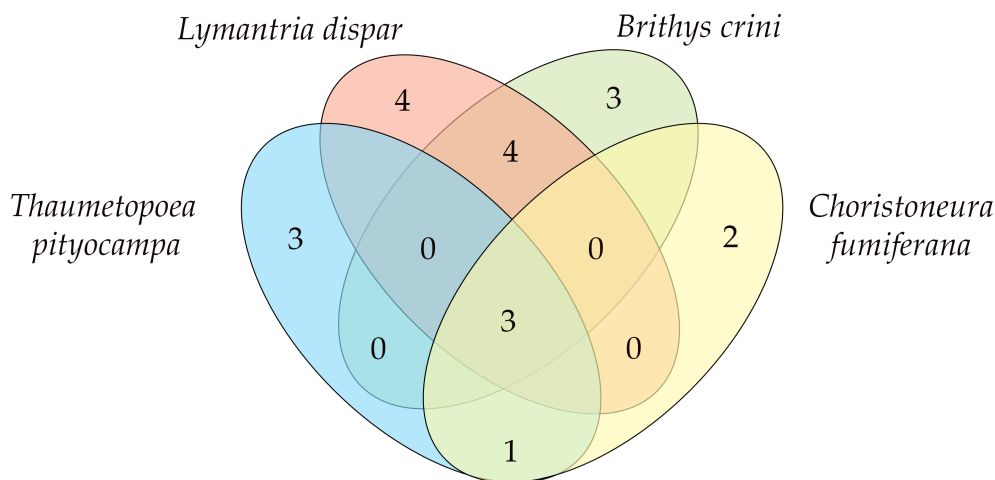 Lymantria dispar
Brithys crini
4
3
4
Thaumetopoea
pityocampa
Choristoneura
fumiferana
3
0
0
2
3
0
0
1